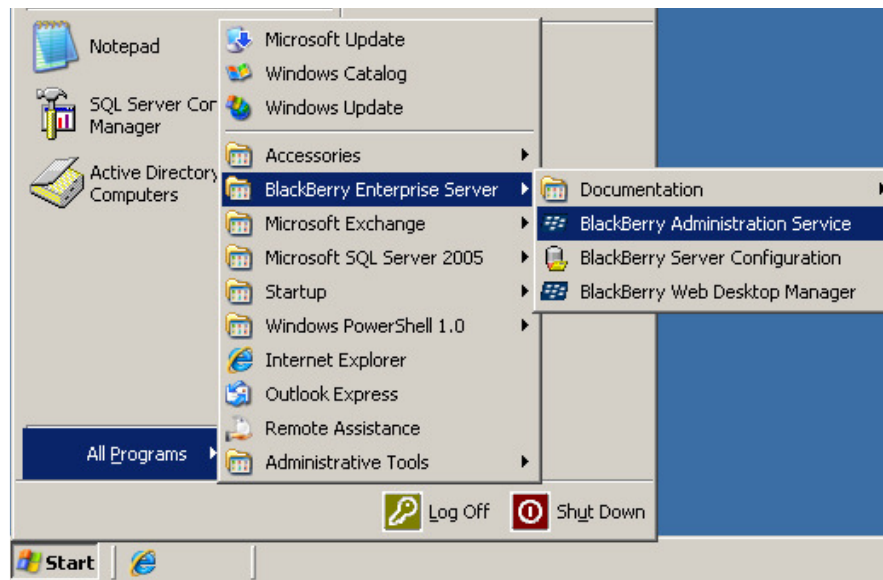 Notepad
SQL Server Cor
Manager
Active Directory
Computers
All Programs
Microsoft Update
Windows Catalog
Windows Update
Accessories
BlackBerry Enterprise Server
Microsoft Exchange
Microsoft SQL Server 2005
Startup
Windows PowerShell 1.0
Internet Explorer
Outlook Express
Remote Assistance
Administrative Tools
Documentation
BlackBerry Administration Service
BlackBerry Server Configuration
BlackBerry Web Desktop Manager
Log Off
Shut Down
Start